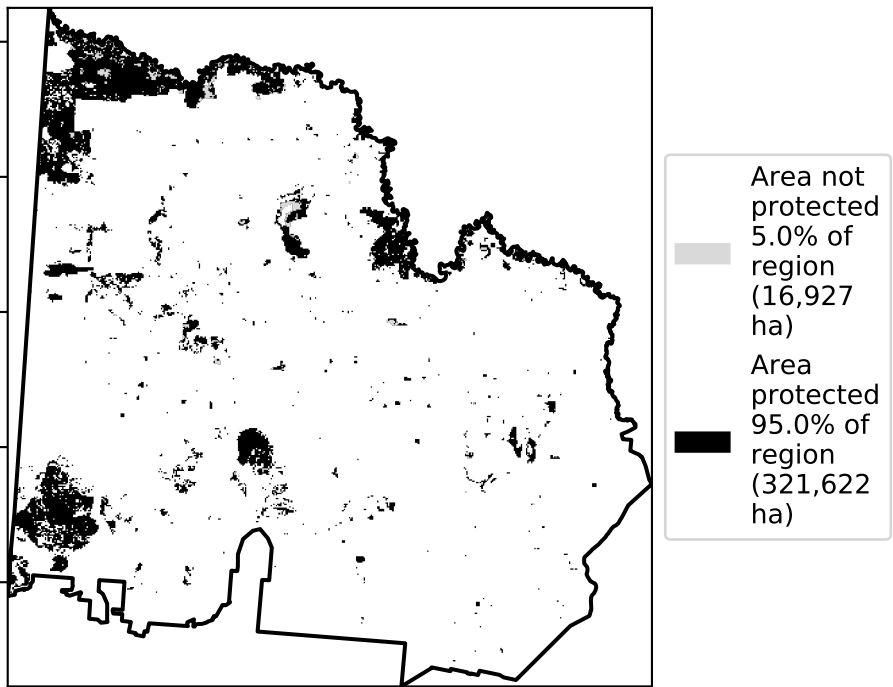 Area not
protected
5.0% of
region
(16,927
ha)
Area
protected
95.0% of
region
(321,622
ha)